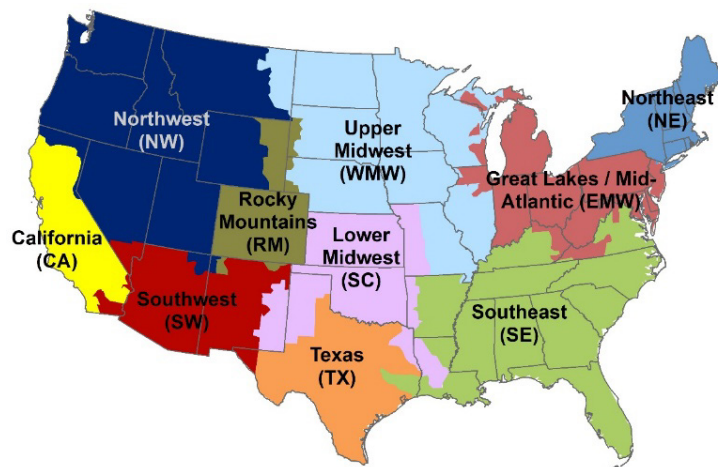 Northwest
(NW)
Upper
Midwest
(WMW)
Northeast
(NE)
Great Lakes / Mid-
Atlantic (EMW)
Rocky
Mountains
(RM)
California
(CA)
Lower
Midwest
(SC)
Southwest
(SW)
Southeast
(SE)
Texas
(TX)